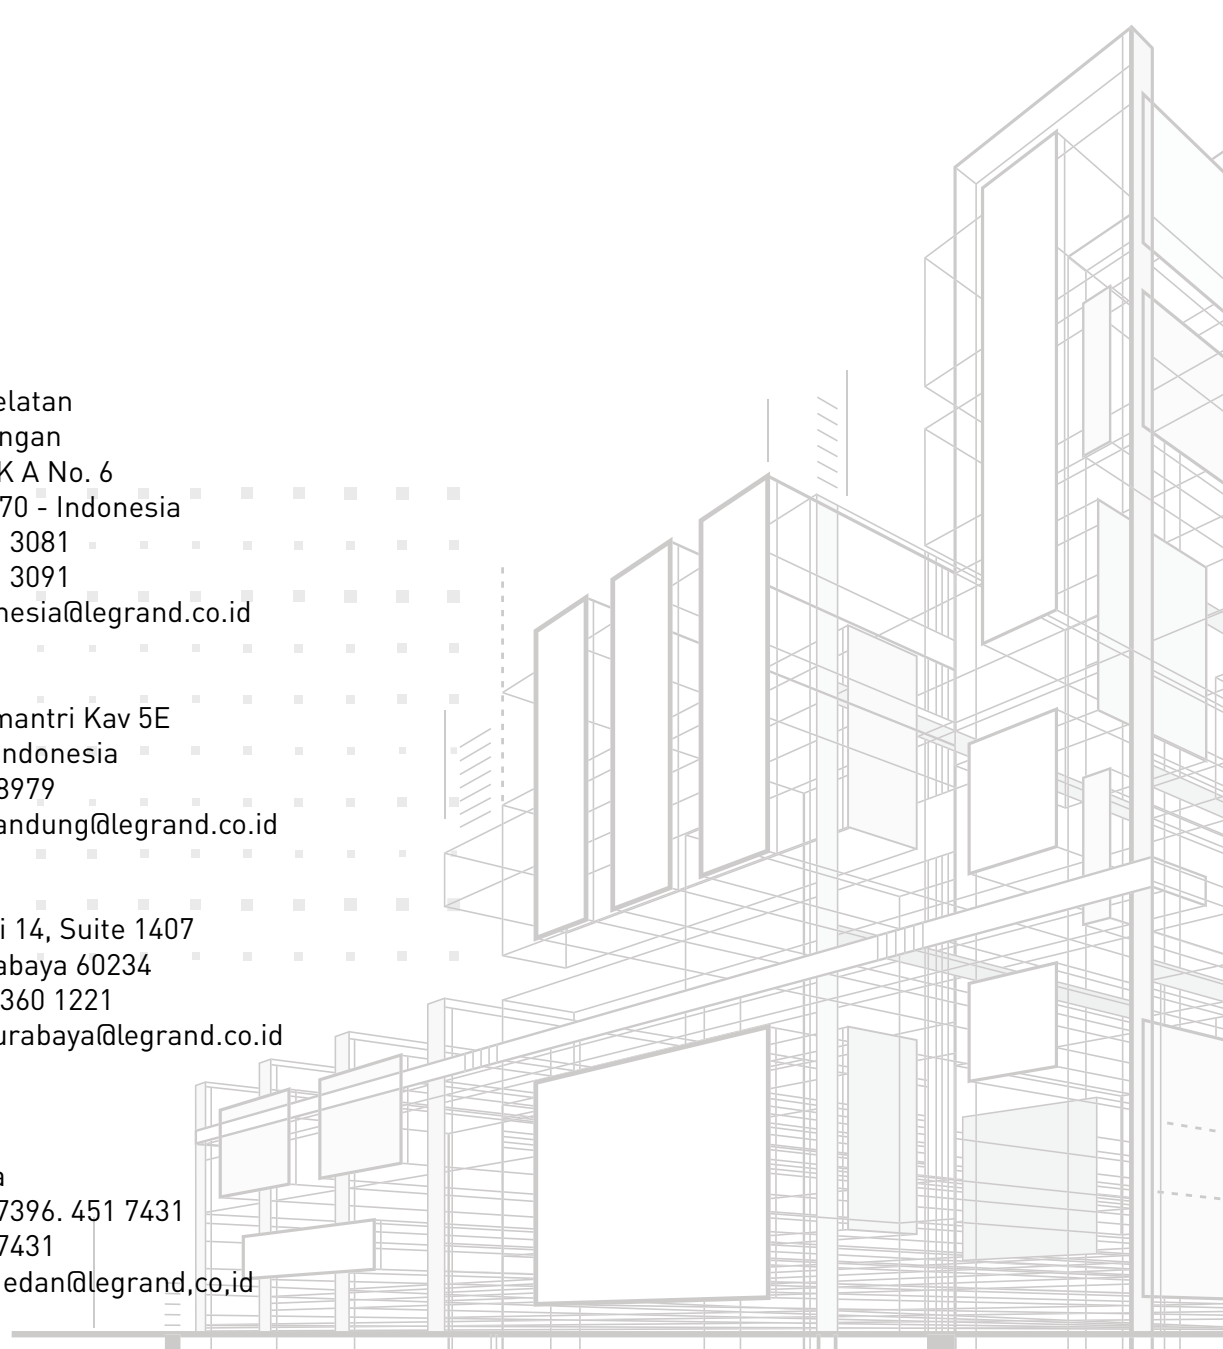 elatan
ngan
K A No. 6
70 - Indonesia
3081
3091
nesia@legrand.co.id
mantri Kav 5E
Indonesia
8979
andung@legrand.co.id
i 14, Suite 1407
abaya 60234
360 1221
urabaya@legrand.co.id
a
7396. 451 7431
7431
edan@legrand,co,id